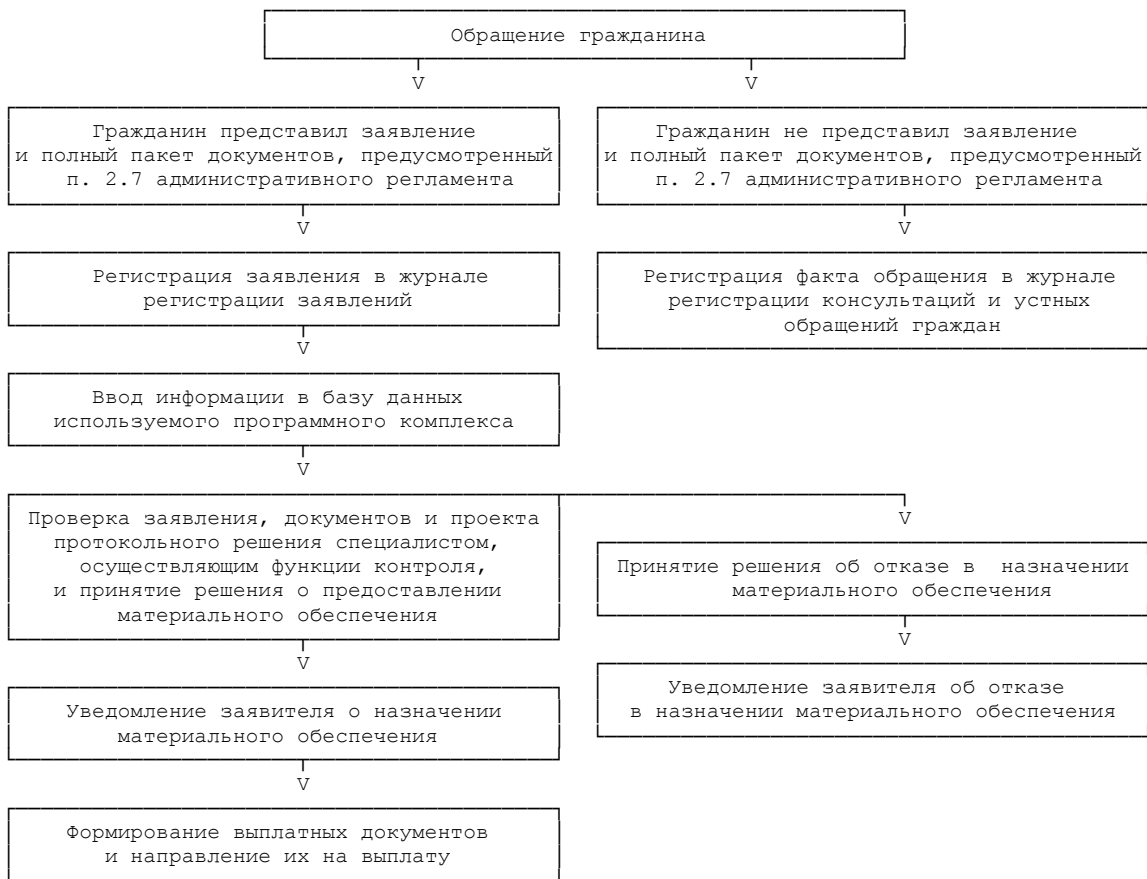 Обращение гражданина
V
V
Гражданин представил заявление
и полный пакет документов, предусмотренный
п. 2.7 административного регламента
Гражданин не представил заявление
и полный пакет документов, предусмотренный
п. 2.7 административного регламента
V
V
Регистрация заявления в журнале
регистрации заявлений
Регистрация факта обращения в журнале
регистрации консультаций и устных
обращений граждан
V
Ввод информации в базу данных
используемого программного комплекса
V
Проверка заявления, документов и проекта
протокольного решения специалистом,
осуществляющим функции контроля,
и принятие решения о предоставлении
материального обеспечения
V
Принятие решения об отказе в назначении
материального обеспечения
V
V
Уведомление заявителя о назначении
материального обеспечения
Уведомление заявителя об отказе
в назначении материального обеспечения
V
Формирование выплатных документов
и направление их на выплату